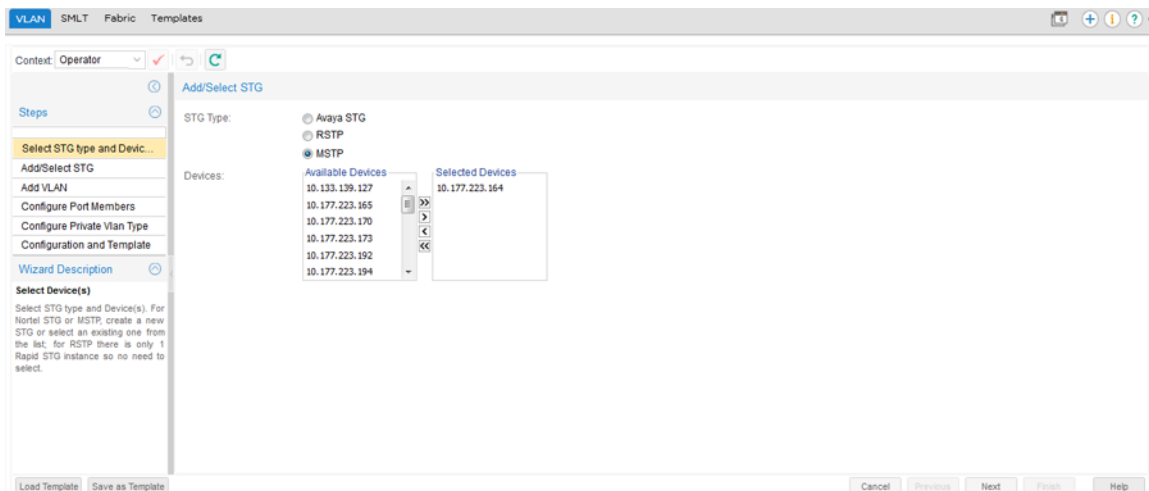 VLAN SMLT Fabric Templates
Context: Operator
Steps
Select STG type and Devic...
Add/Select STG
Add VLAN
Configure Port Members
Configure Private Vlan Type
Configuration and Template
Wizard Description
Select Device(s)
Select STG type and Device(s). For
Nortel STG or MSTP, create a new
STG or select an existing one from
the list; for RSTP there is only 1
Rapid STG instance so no need to
select.
Add/Select STG
STG Type:
Avaya STG
RSTP
MSTP
Devices:
Available Devices
10.133.139.127
10.177.223.165
10.177.223.170
10.177.223.173
10.177.223.192
10.177.223.194
>>
>
<
<<
Selected Devices
10.177.223.164
Load Template Save as Template
Cancel Previous Next Finish Help